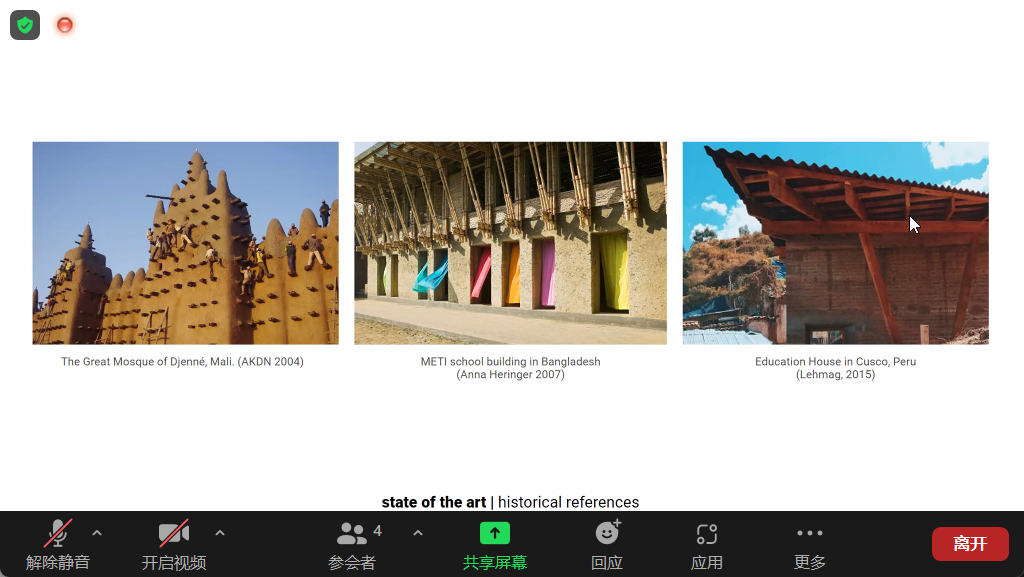 The Great Mosque of Djenné, Mali. (AKDN 2004)
METI school building in Bangladesh
(Anna Heringer 2007)
Education House in Cusco, Peru
(Lehmag, 2015)
state of the art | historical references
4
解除静音
开启视频
参会者
共享屏幕
回应
应用
更多
离开